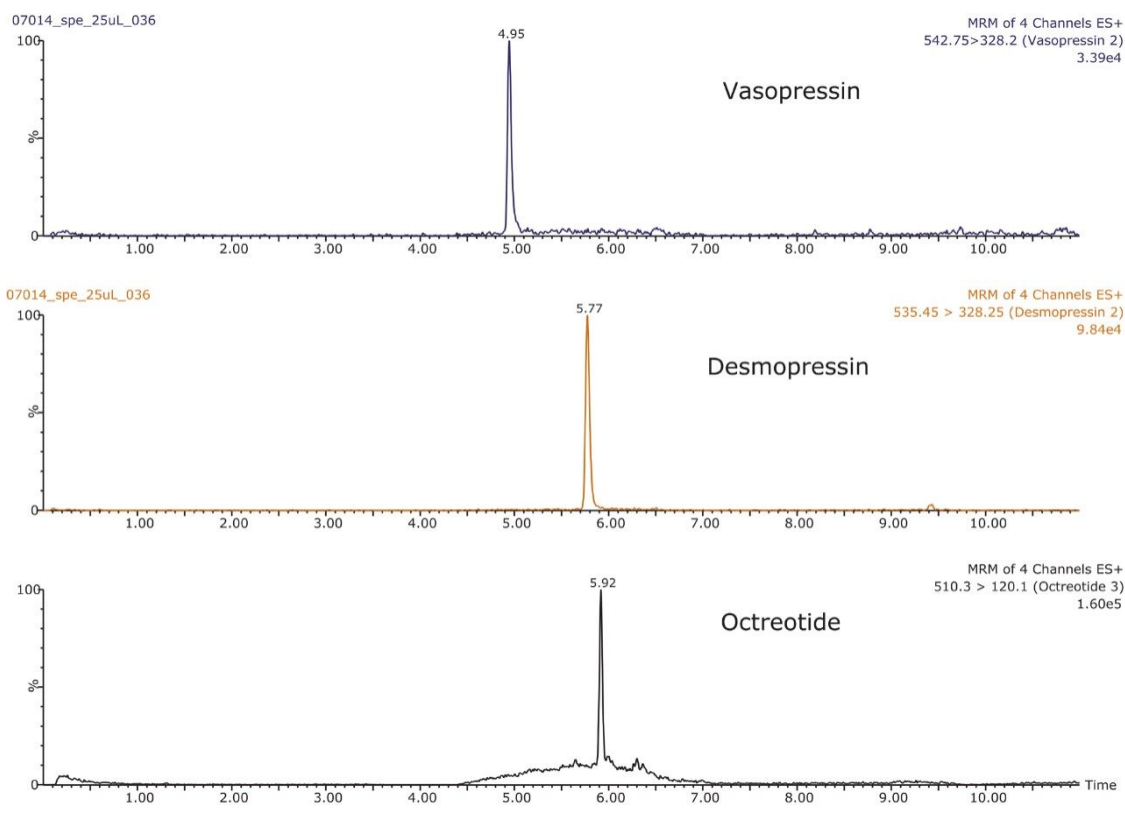 07014_spe_25uL_036
MRM of 4 Channels ES+
542.75>328.2 (Vasopressin 2)
3.39e4
100
4.95
Vasopressin
%
0
1.00 2.00 3.00 4.00 5.00 6.00 7.00 8.00 9.00 10.00
07014_spe_25uL_036
MRM of 4 Channels ES+
535.45 > 328.25 (Desmopressin 2)
9.84e4
100
5.77
Desmopressin
%
0
1.00 2.00 3.00 4.00 5.00 6.00 7.00 8.00 9.00 10.00
MRM of 4 Channels ES+
510.3 > 120.1 (Octreotide 3)
1.60e5
100
5.92
Octreotide
%
0
Time
1.00 2.00 3.00 4.00 5.00 6.00 7.00 8.00 9.00 10.00